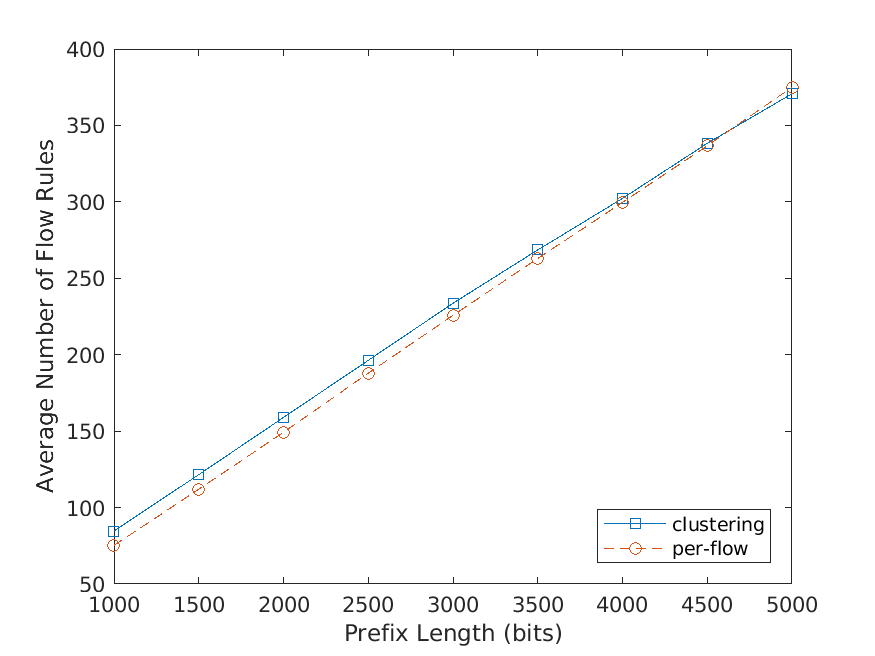 400
350
300
250
200
150
100
50
Average Number of Flow Rules
clustering
per-flow
1000 1500 2000 2500 3000 3500 4000 4500 5000
Prefix Length (bits)